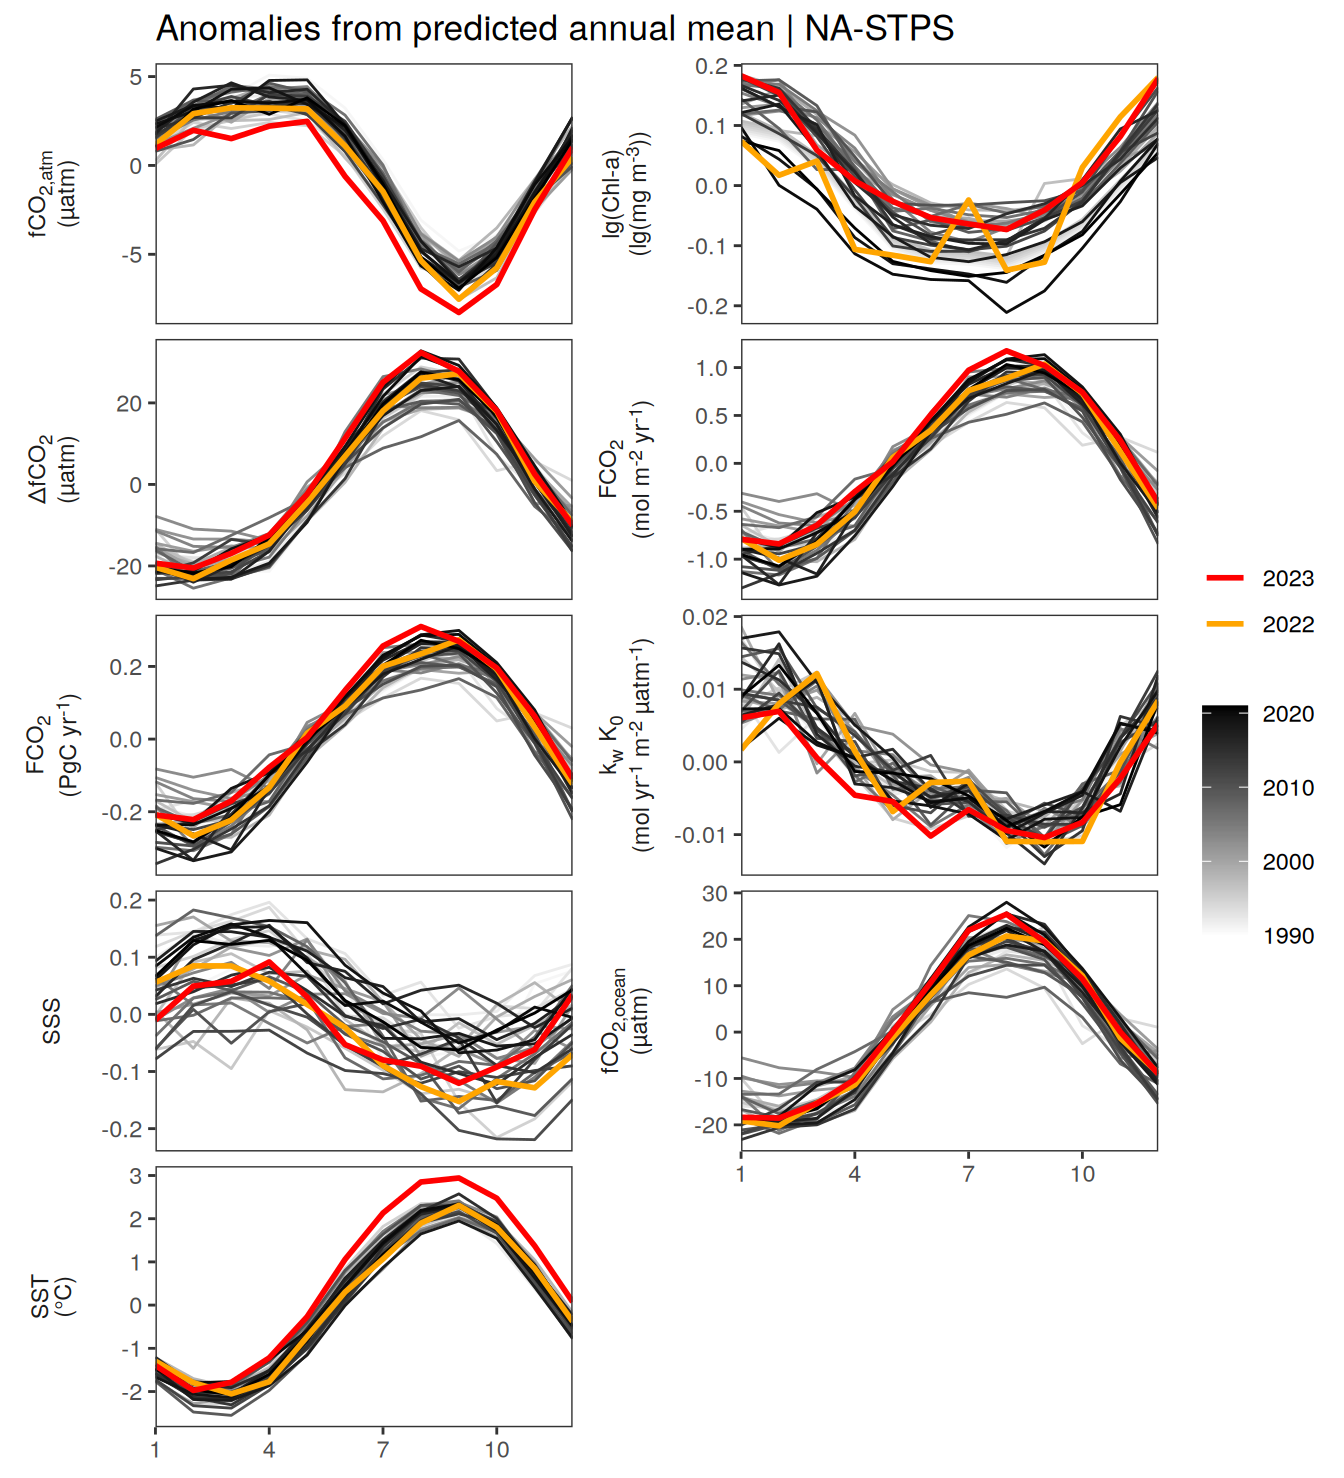 Anomalies from predicted annual mean | NA-STPS
fCO2,atm
(µatm)
5
0
-5
lg(Chl-a)
(lg(mg m-3))
0.2
0.1
0.0
-0.1
-0.2
ΔfCO2
(µatm)
20
0
-20
FCO2
(mol m-2 yr-1)
1.0
0.5
0.0
-0.5
-1.0
FCO2
(PgC yr-1)
0.2
0.0
-0.2
kw K0
(mol yr-1 m-2 µatm-1)
0.02
0.01
0.00
-0.01
SSS
0.2
0.1
0.0
-0.1
-0.2
fCO2,ocean
(µatm)
30
20
10
0
-10
-20
1 4 7 10
SST
(°C)
3
2
1
0
-1
-2
1 4 7 10
2023
2022
2020
2010
2000
1990